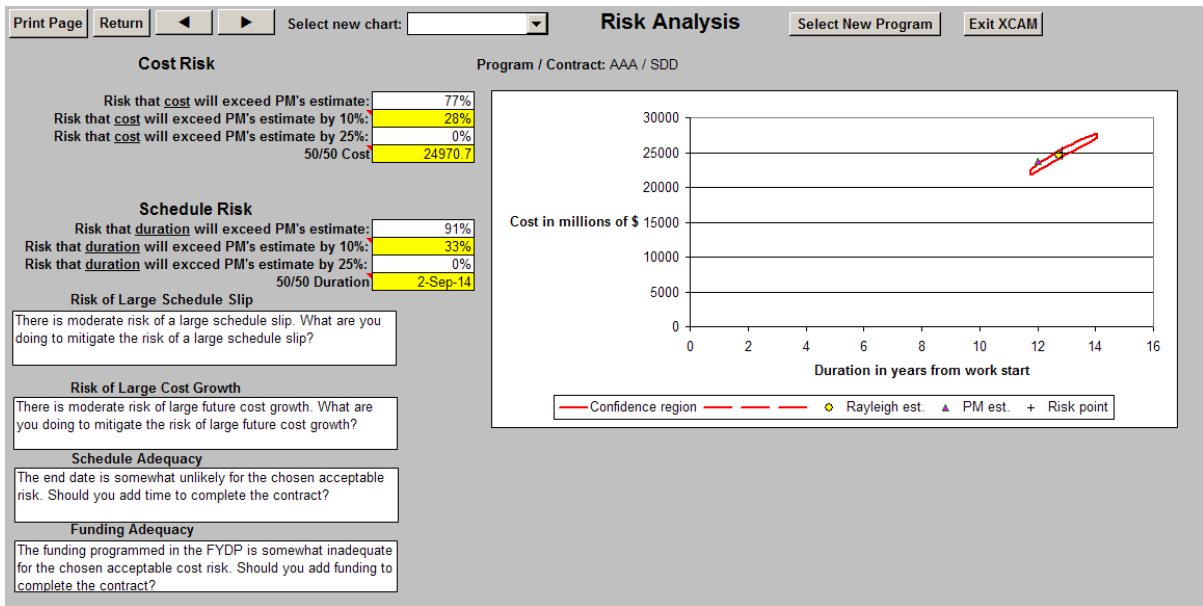 Print Page Return Select new chart: Risk Analysis Select New Program Exit XCAM
Cost Risk
Program / Contract: AAA / SDD
Risk that cost will exceed PM's estimate: 77%
Risk that cost will exceed PM's estimate by 10%: 28%
Risk that cost will exceed PM's estimate by 25%: 0%
50/50 Cost 24970.7
Schedule Risk
Risk that duration will exceed PM's estimate: 91%
Risk that duration will exceed PM's estimate by 10%: 33%
Risk that duration will excced PM's estimate by 25%: 0%
50/50 Duration 2-Sep-14
Risk of Large Schedule Slip
There is moderate risk of a large schedule slip. What are you
doing to mitigate the risk of a large schedule slip?
Risk of Large Cost Growth
There is moderate risk of large future cost growth. What are
you doing to mitigate the risk of large future cost growth?
Schedule Adequacy
The end date is somewhat unlikely for the chosen acceptable
risk. Should you add time to complete the contract?
Funding Adequacy
The funding programmed in the FYDP is somewhat inadequate
for the chosen acceptable cost risk. Should you add funding to
complete the contract?
30000
25000
20000
Cost in millions of $ 15000
10000
5000
0
0 2 4 6 8 10 12 14 16
Duration in years from work start
Confidence region Rayleigh est. PM est. + Risk point